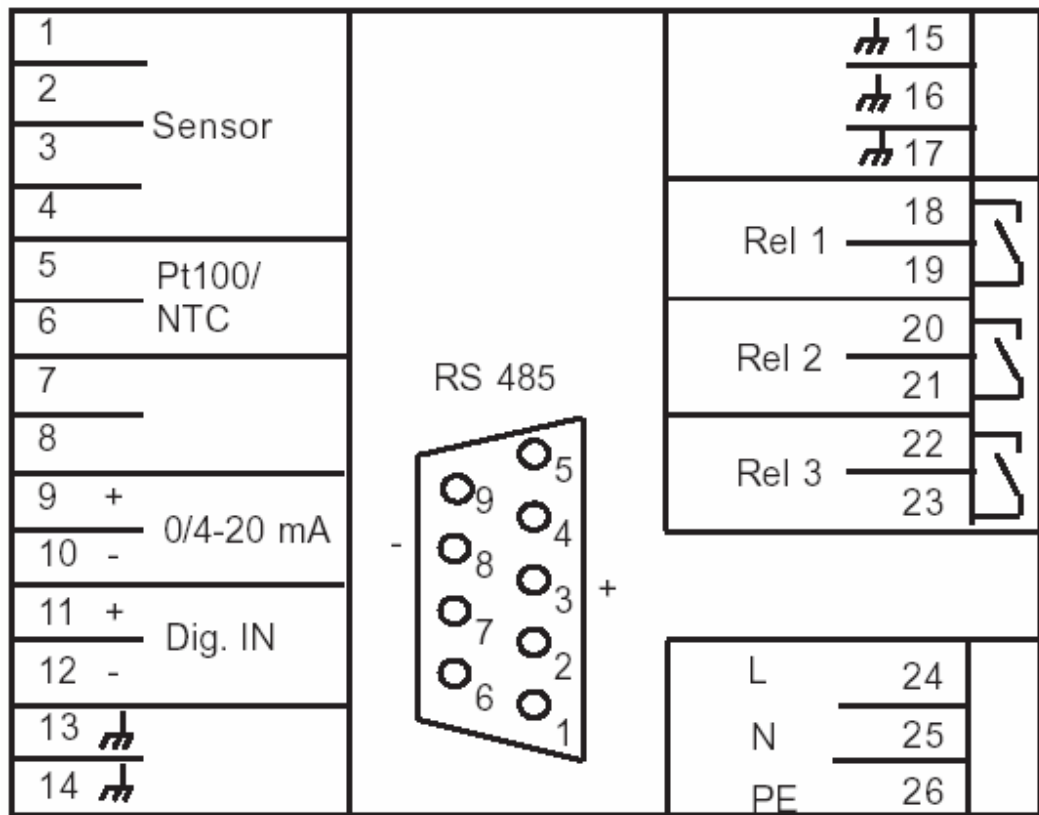 1
2
Sensor
3
4
5
Pt100/
NTC
6
7
8
9 +
0/4-20 mA
10 -
11 +
Dig. IN
12 -
13
14
RS 485
5
9
4
- 8
3 +
7
2
6
1
15
16
17
18
Rel 1
19
20
Rel 2
21
22
Rel 3
23
L 24
N 25
PE 26